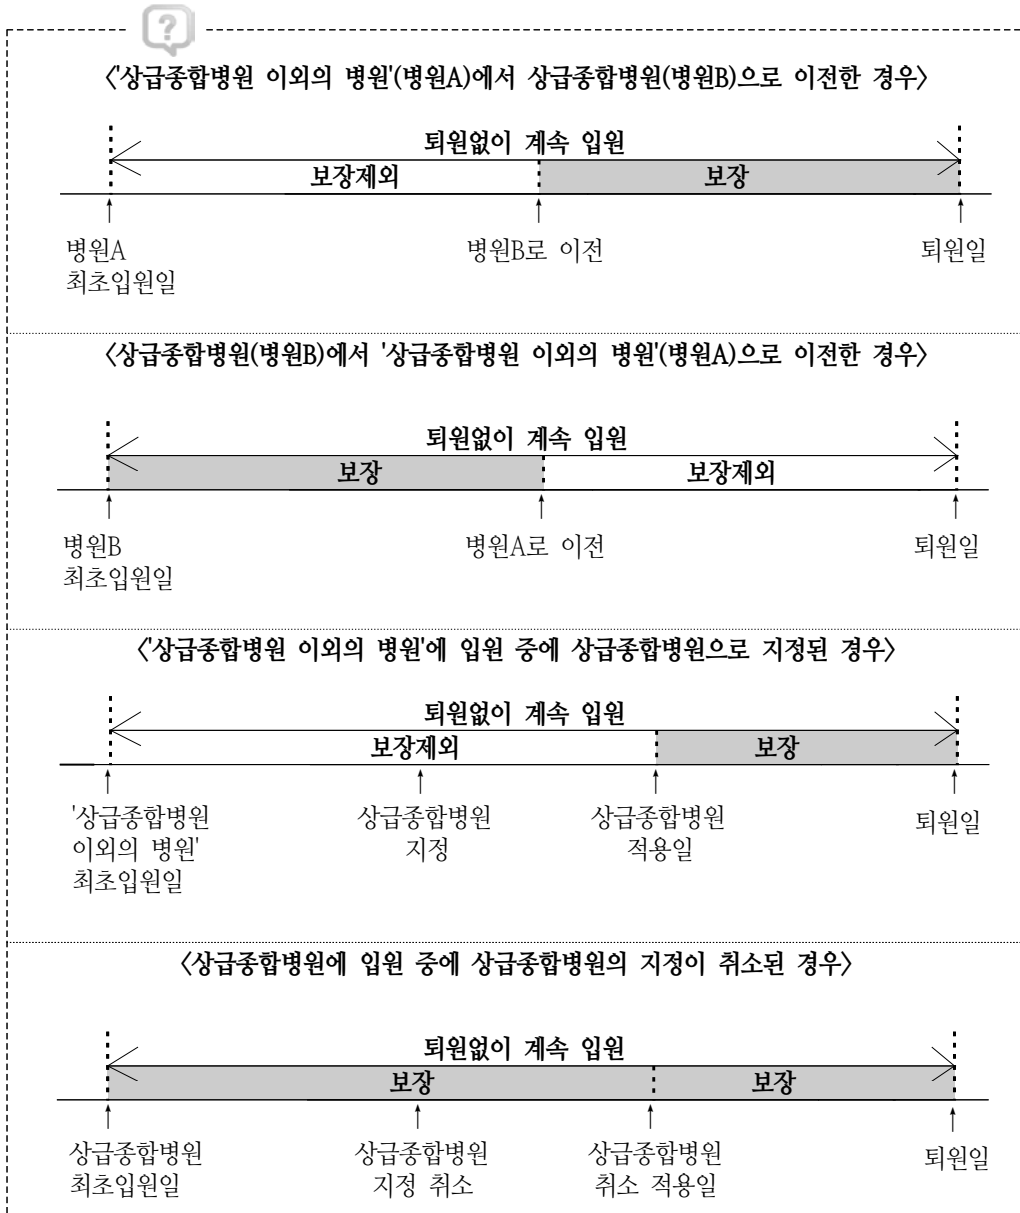 ?
<'상급종합병원 이외의 병원'(병원A)에서 상급종합병원(병원B)으로 이전한 경우>
퇴원없이 계속 입원
보장제외 보장
병원A 병원B로 이전 퇴원일
최초입원일
<상급종합병원(병원B)에서 '상급종합병원 이외의 병원'(병원A)으로 이전한 경우>
퇴원없이 계속 입원
보장 보장제외
병원B 병원A로 이전 퇴원일
최초입원일
<'상급종합병원 이외의 병원'에 입원 중에 상급종합병원으로 지정된 경우>
퇴원없이 계속 입원
보장제외 보장
'상급종합병원 상급종합병원 상급종합병원 퇴원일
이외의 병원' 지정 적용일
최초입원일
<상급종합병원에 입원 중에 상급종합병원의 지정이 취소된 경우>
퇴원없이 계속 입원
보장 보장
상급종합병원 상급종합병원 상급종합병원 퇴원일
최초입원일 지정 취소 취소 적용일